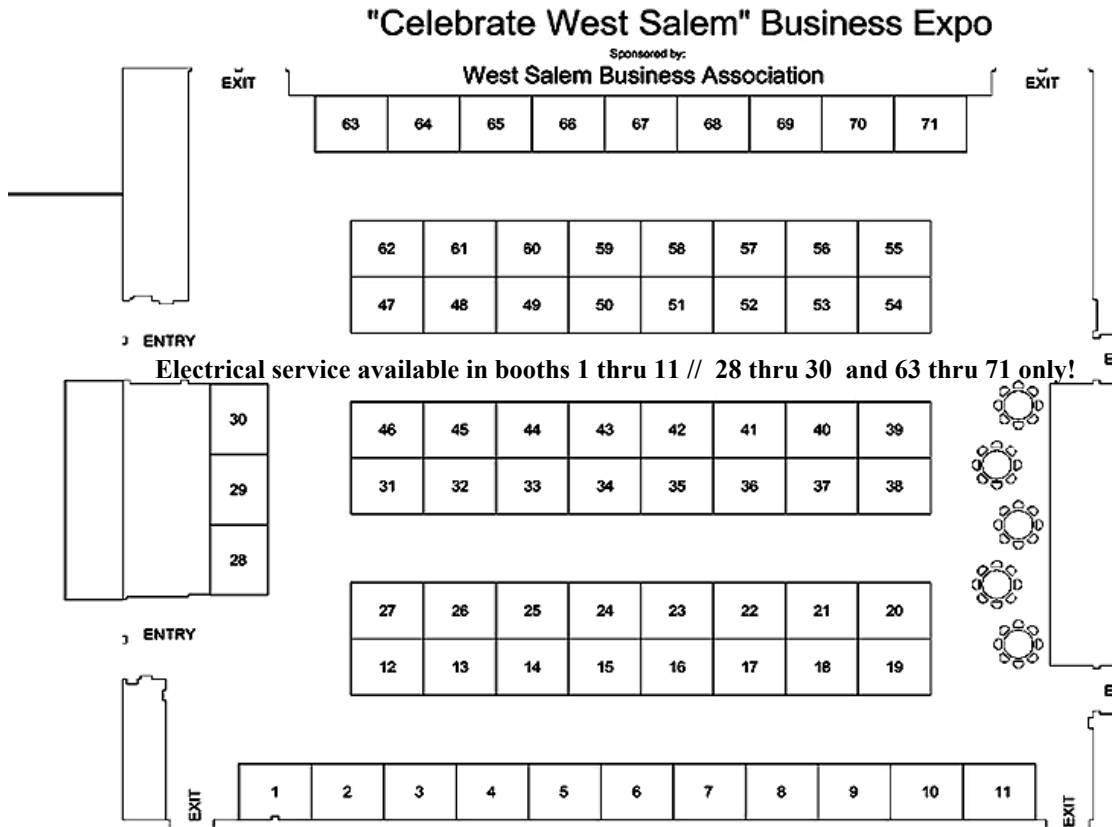 "Celebrate West Salem" Business Expo
Sponsored by:
West Salem Business Association
EXIT
EXIT
63 64 65 66 67 68 69 70 71
62 61 60 59 58 57 56 55
47 48 49 50 51 52 53 54
ENTRY
E
Electrical service available in booths 1 thru 11 // 28 thru 30 and 63 thru 71 only!
30
46 45 44 43 42 41 40 39
29
31 32 33 34 35 36 37 38
28
27 26 25 24 23 22 21 20
ENTRY
12 13 14 15 16 17 18 19
E
EXIT
1 2 3 4 5 6 7 8 9 10 11
EXIT